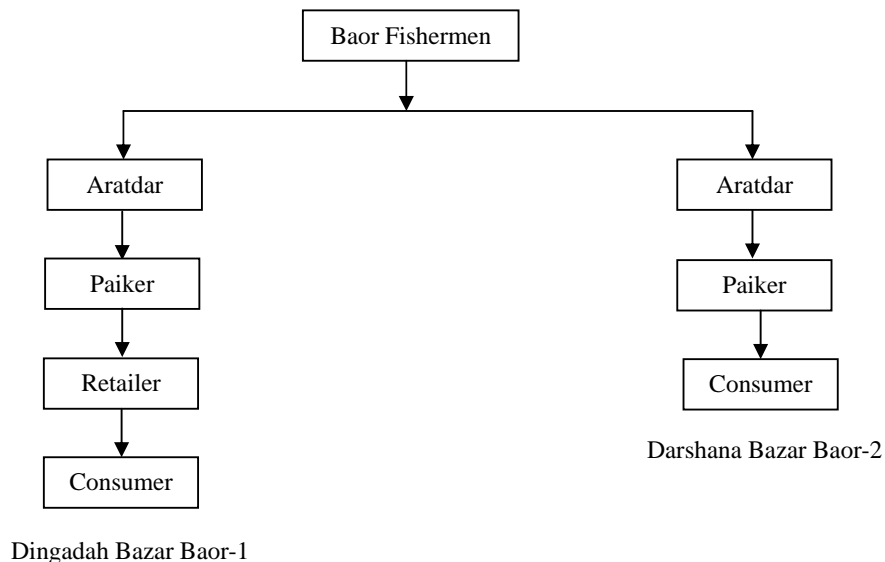 Baor Fishermen
Aratdar
Paiker
Retailer
Consumer
Dingadah Bazar Baor-1
Aratdar
Paiker
Consumer
Darshana Bazar Baor-2